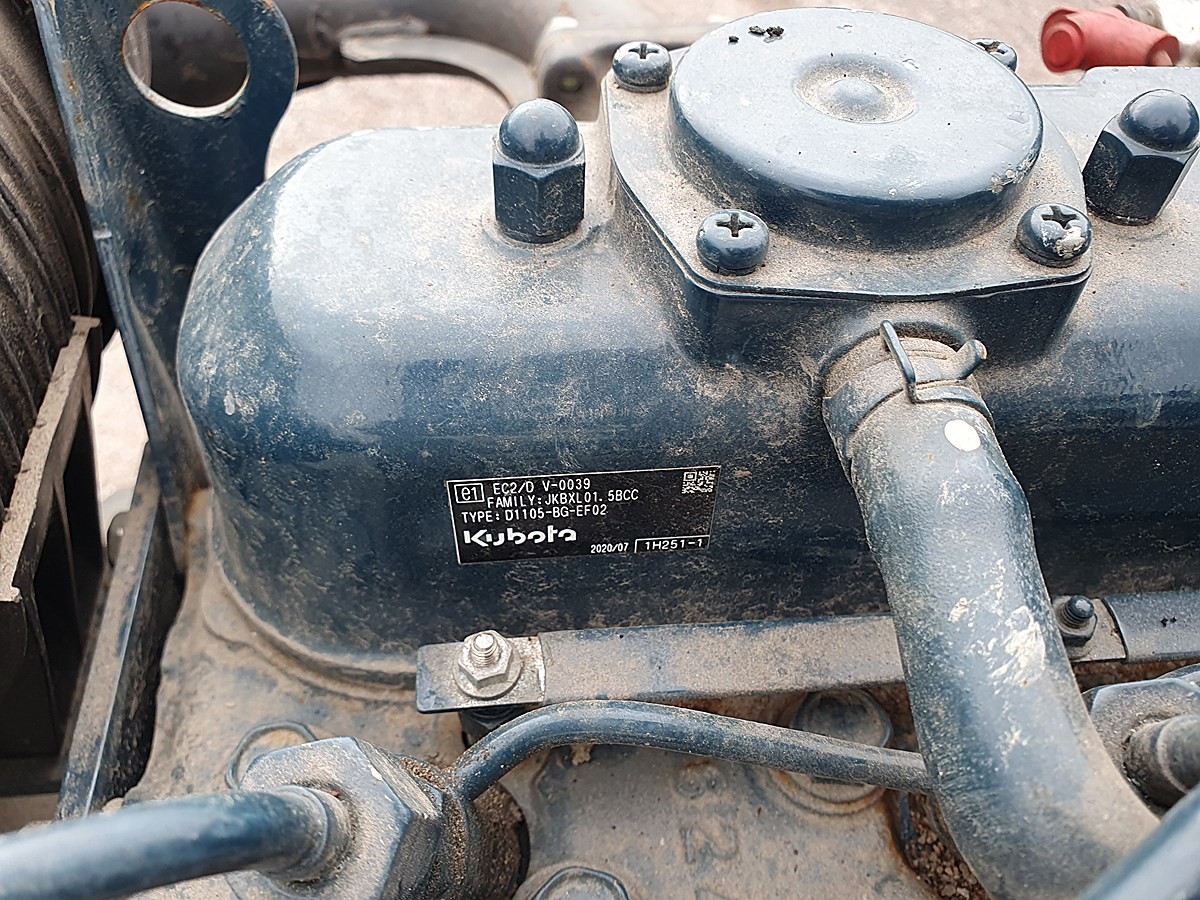 e1 EC2/D V-0039
FAMILY:JKBXL01.5BCC
TYPE: D1105-BG-EF02
Kubota
2020/07 1H251-1